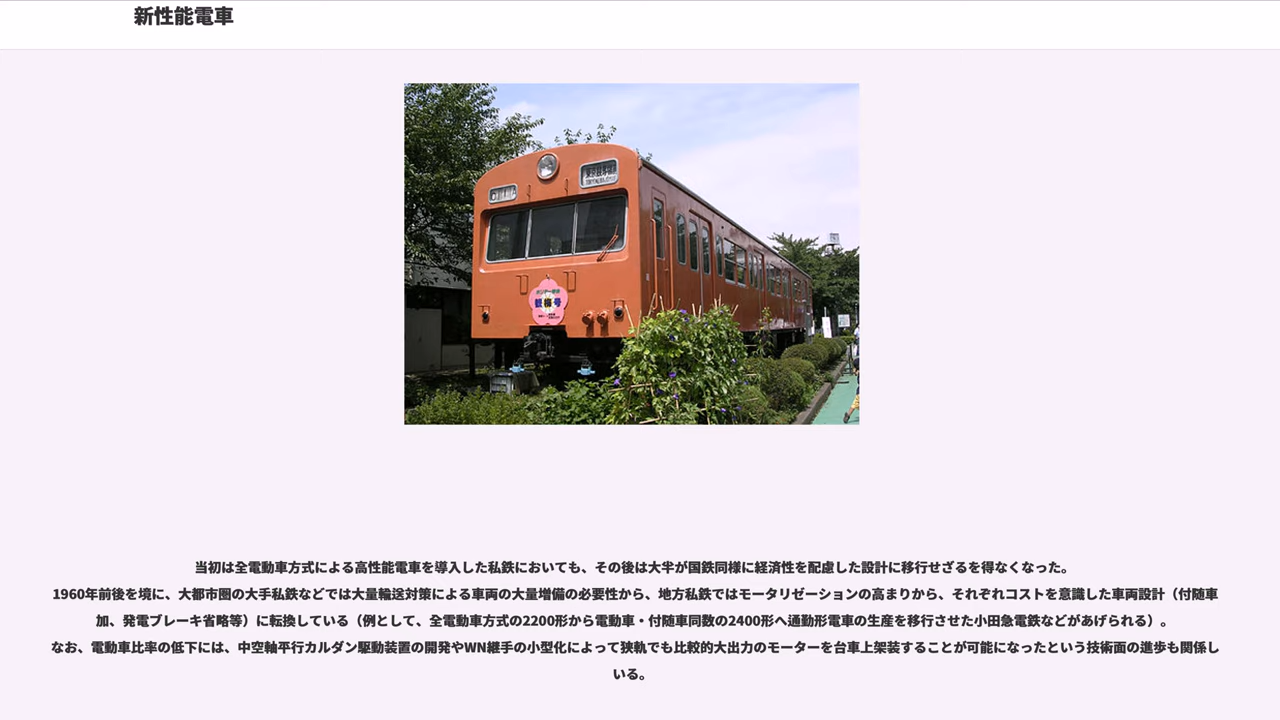 新性能電車
観梅号
当初は全電動車方式による高性能電車を導入した私鉄においても、その後は大半が国鉄同様に経済性を配慮した設計に移行せざるを得なくなった。
1960年前後を境に、大都市圏の大手私鉄などでは大量輸送対策による車両の大量増備の必要性から、地方私鉄ではモータリゼーションの高まりから、それぞれコストを意識した車両設計（付随車
加、発電ブレーキ省略等）に転換している（例として、全電動車方式の2200形から電動車・付随車同数の2400形へ通勤形電車の生産を移行させた小田急電鉄などがあげられる）。
なお、電動車比率の低下には、中空軸平行カルダン駆動装置の開発やWN継手の小型化によって狭軌でも比較的大出力のモーターを台車上架装することが可能になったという技術面の進歩も関係し
いる。